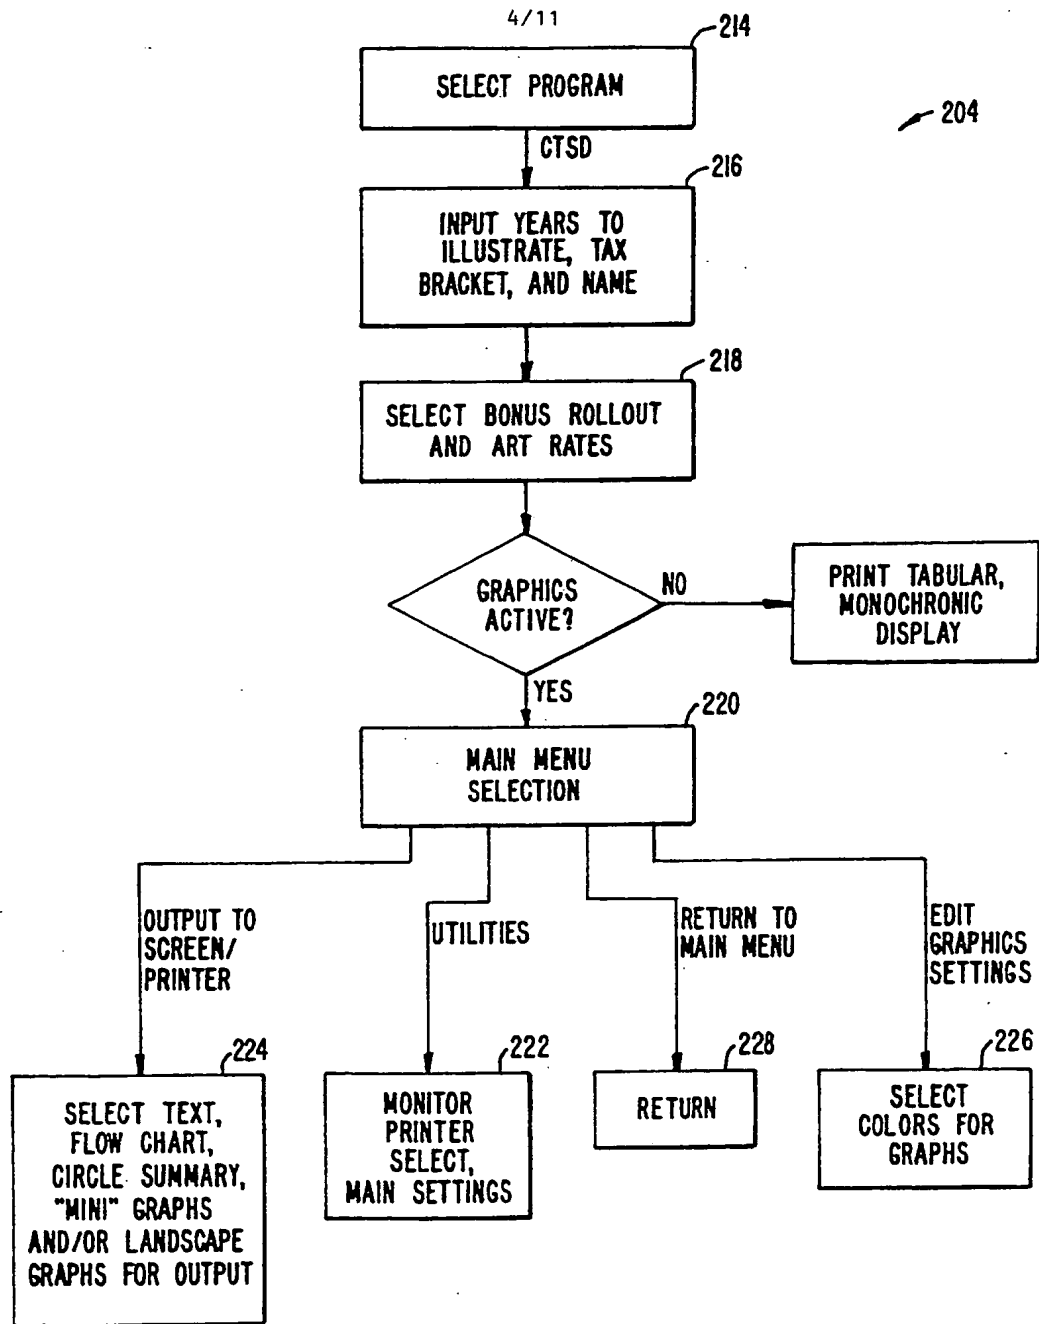 4/11
214
SELECT PROGRAM
204
CTSD
216
INPUT YEARS TO
ILLUSTRATE, TAX
BRACKET, AND NAME
218
SELECT BONUS ROLLOUT
AND ART RATES
GRAPHICS
ACTIVE?
NO
PRINT TABULAR,
MONOCHRONIC
DISPLAY
YES
220
MAIN MENU
SELECTION
OUTPUT TO
SCREEN/
PRINTER
UTILITIES
RETURN TO
MAIN MENU
EDIT
GRAPHICS
SETTINGS
224
SELECT TEXT,
FLOW CHART,
CIRCLE SUMMARY,
"MINI" GRAPHS
AND/OR LANDSCAPE
GRAPHS FOR OUTPUT
222
MONITOR
PRINTER
SELECT,
MAIN SETTINGS
228
RETURN
226
SELECT
COLORS FOR
GRAPHS